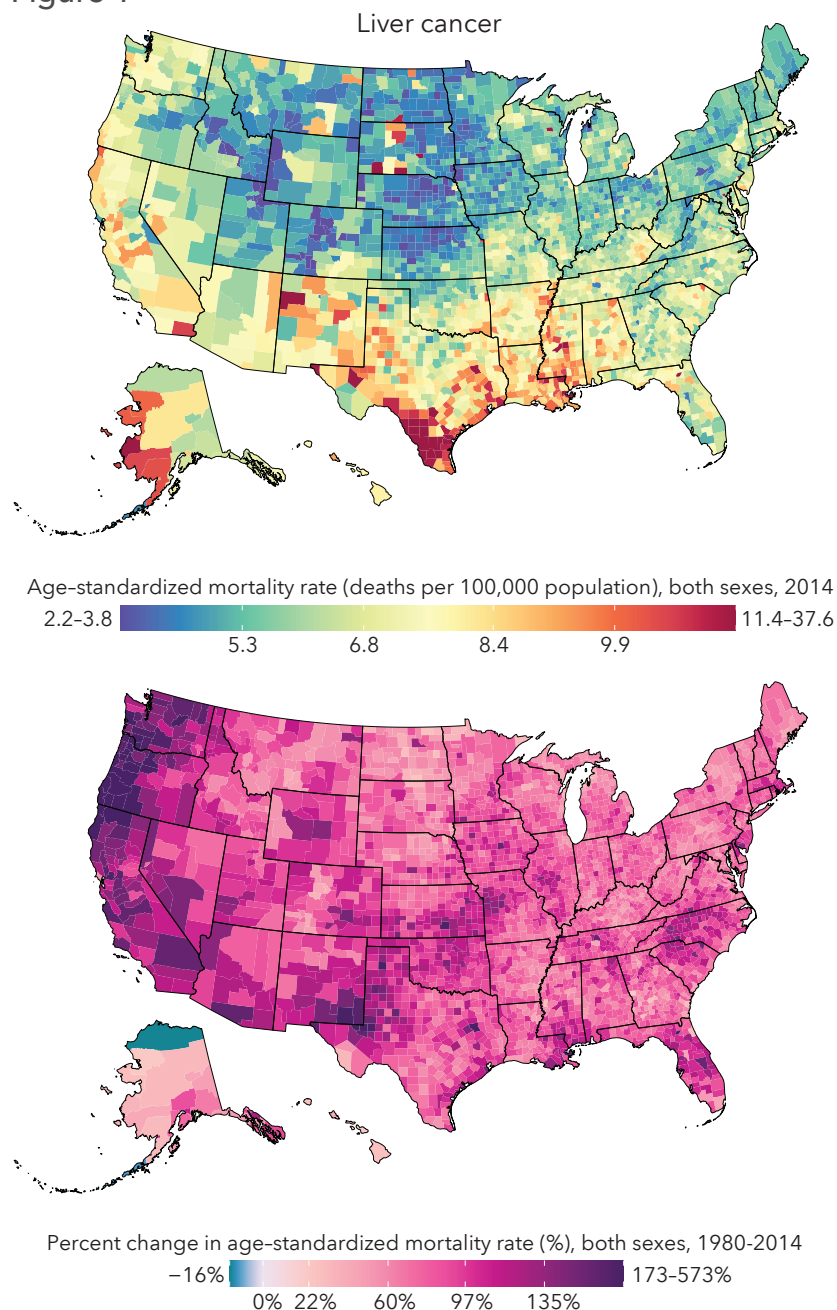 Liver cancer
Age-standardized mortality rate (deaths per 100,000 population), both sexes, 2014
2.2–3.8 11.4–37.6
5.3 6.8 8.4 9.9
Percent change in age-standardized mortality rate (%), both sexes, 1980-2014
−16% 173–573%
0% 22% 60% 97% 135%